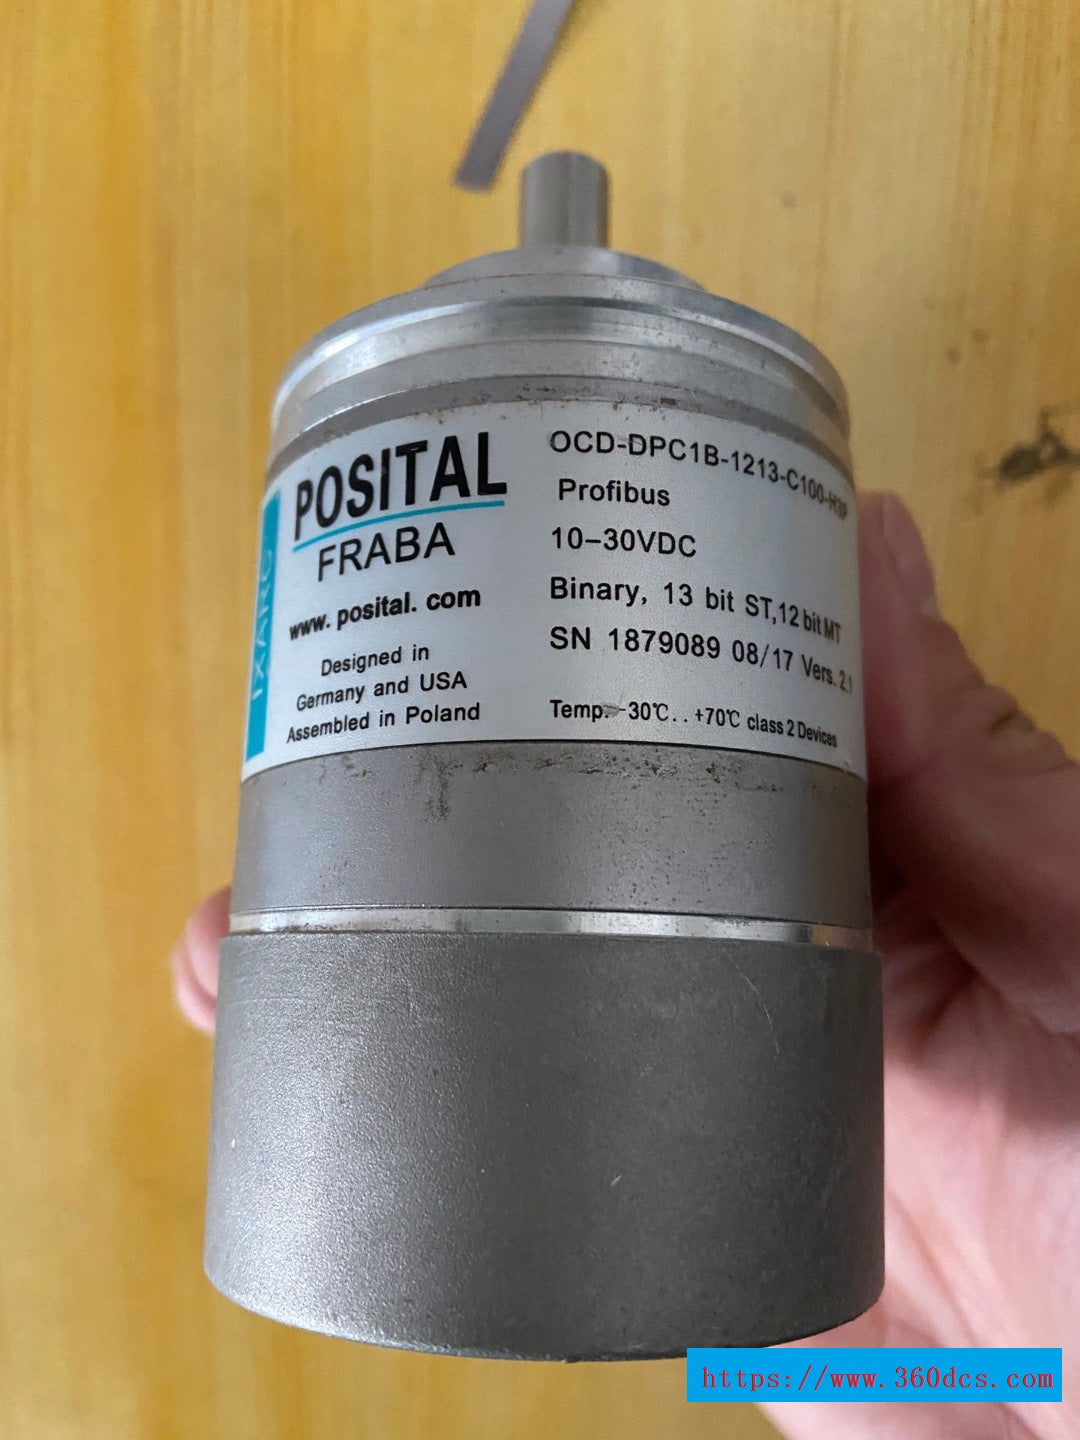 IXARC
POSITAL
FRABA
www.posital.com
Designed in
Germany and USA
Assembled in Poland
OCD-DPC1B-1213-C100-H3P
Profibus
10–30VDC
Binary, 13 bit ST,12 bit MT
SN 1879089 08/17 Vers. 2.1
Temp. -30℃..+70℃ class 2 Devices
https://www.360dcs.com